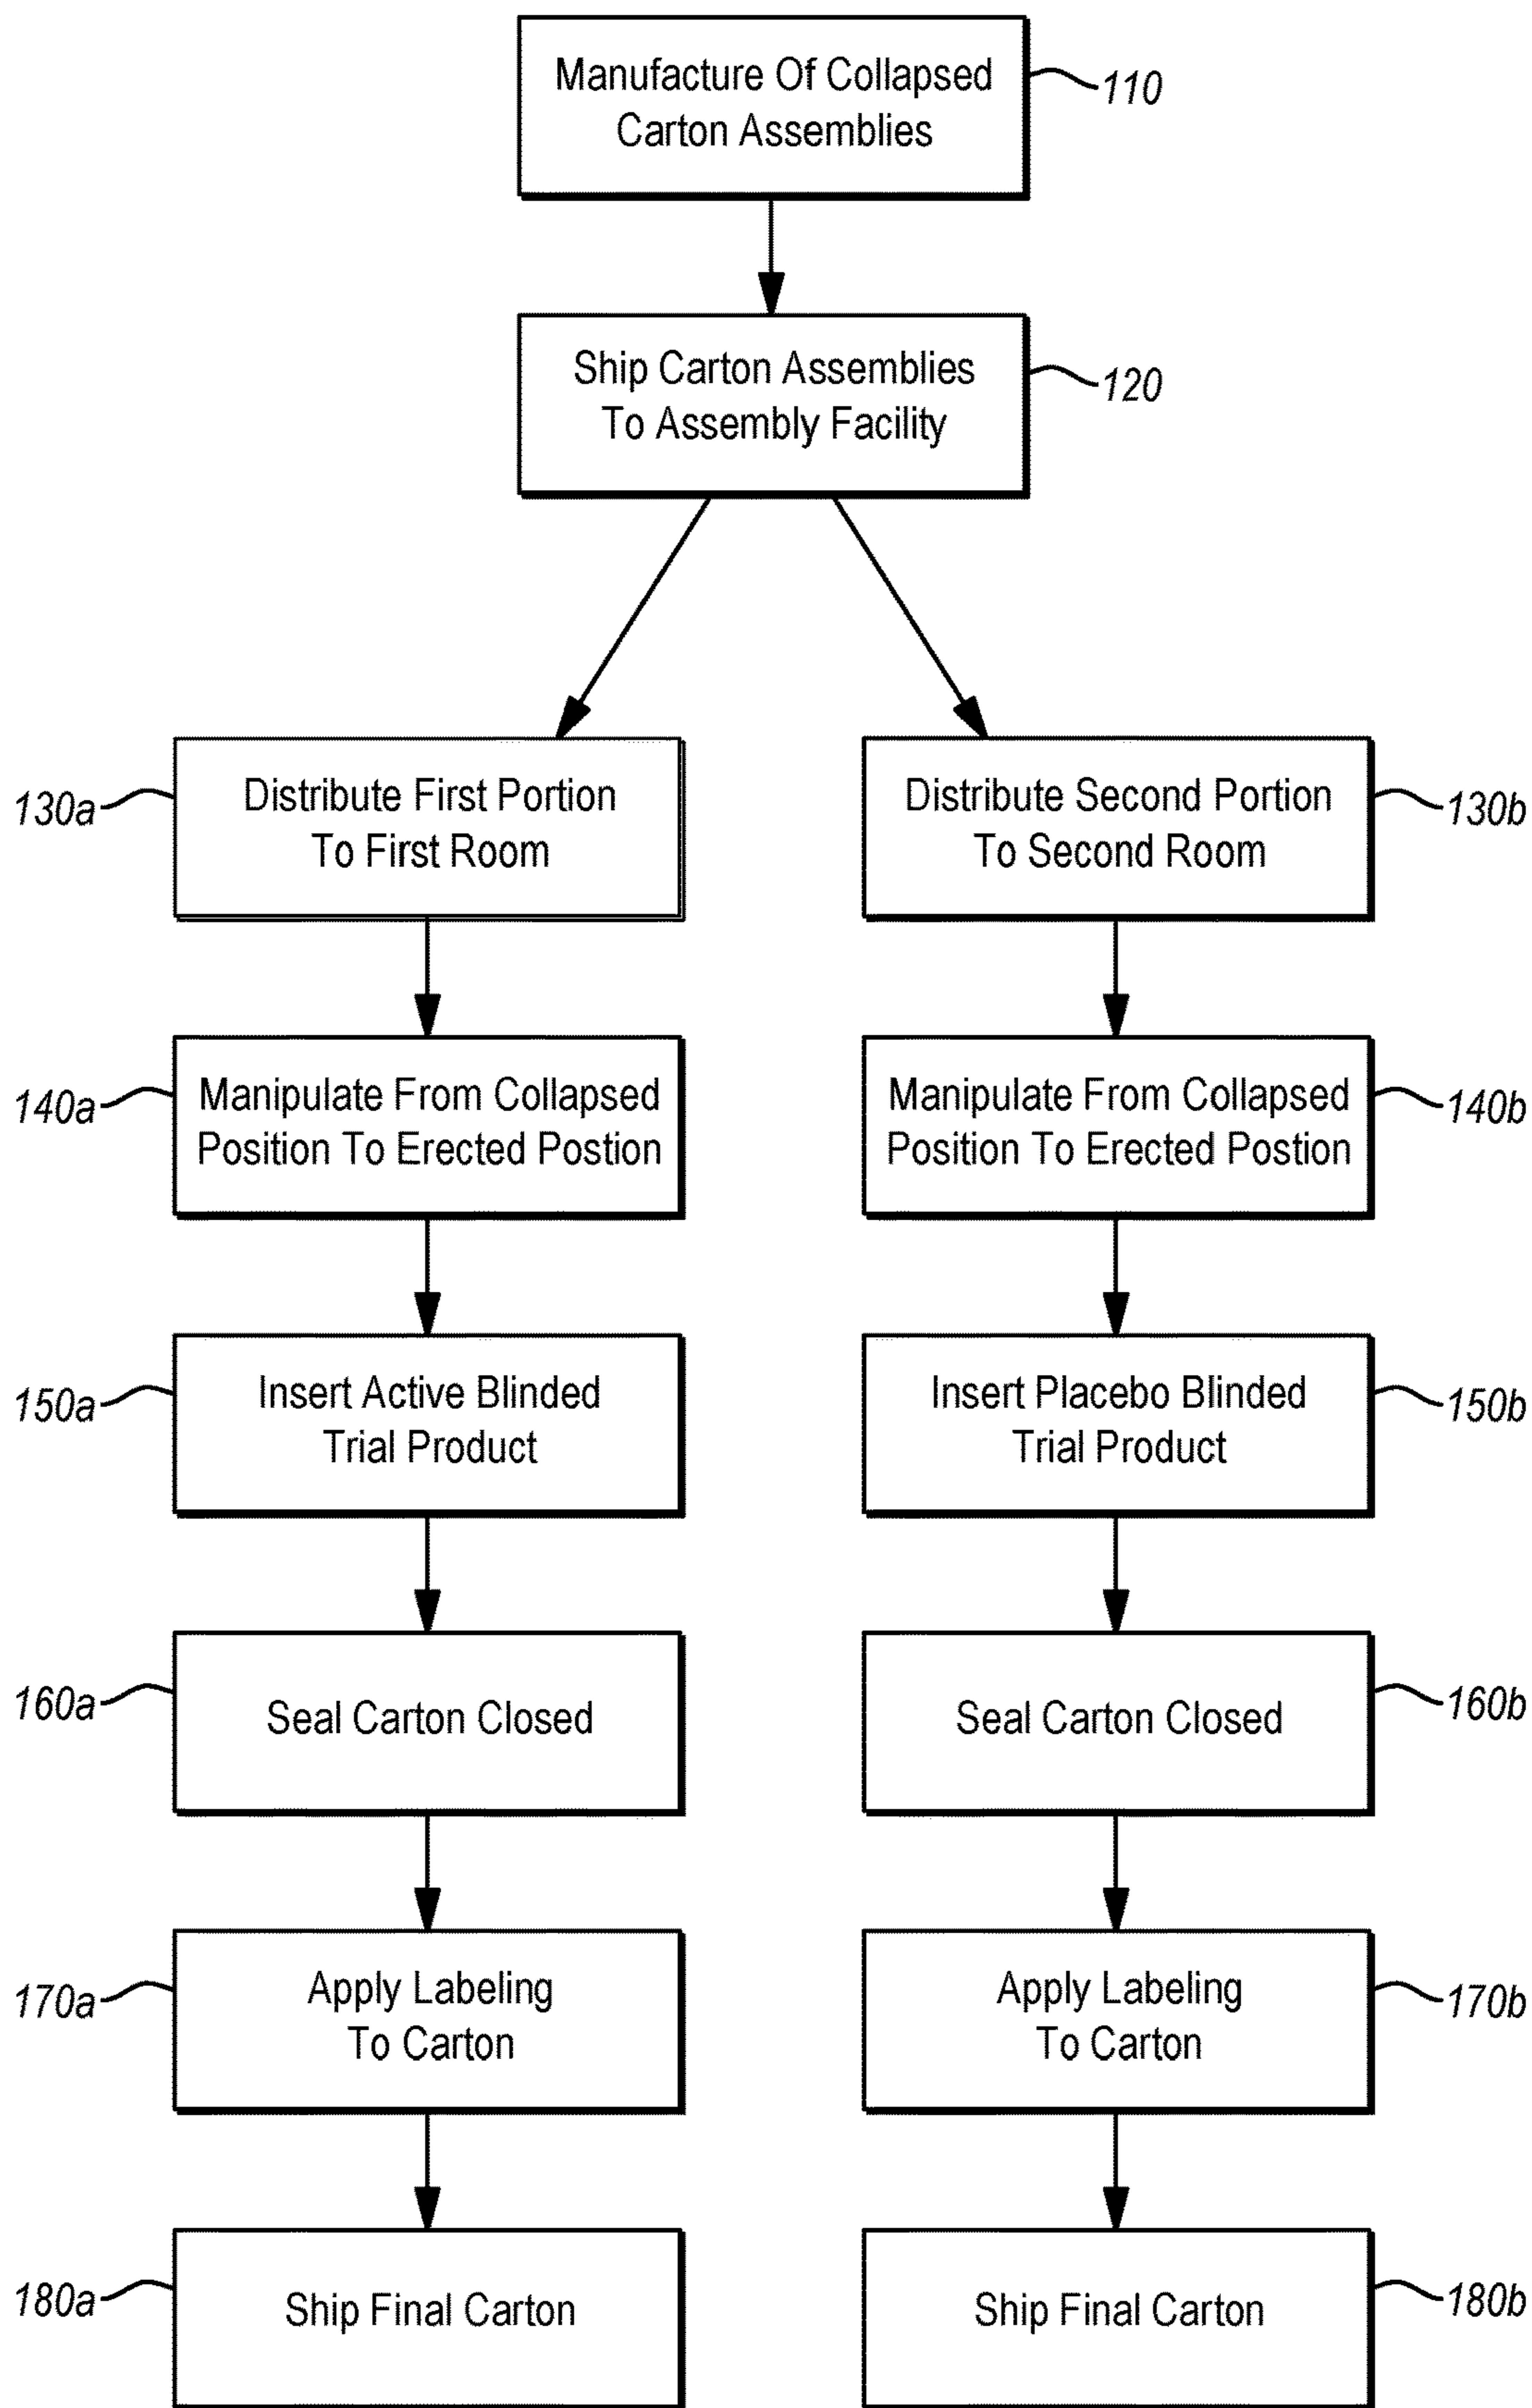 Manufacture Of Collapsed
Carton Assemblies
110
Ship Carton Assemblies
To Assembly Facility
120
130a
Distribute First Portion
To First Room
Distribute Second Portion
To Second Room
130b
140a
Manipulate From Collapsed
Position To Erected Postion
Manipulate From Collapsed
Position To Erected Postion
140b
150a
Insert Active Blinded
Trial Product
Insert Placebo Blinded
Trial Product
150b
160a
Seal Carton Closed
Seal Carton Closed
160b
170a
Apply Labeling
To Carton
Apply Labeling
To Carton
170b
180a
Ship Final Carton
Ship Final Carton
180b